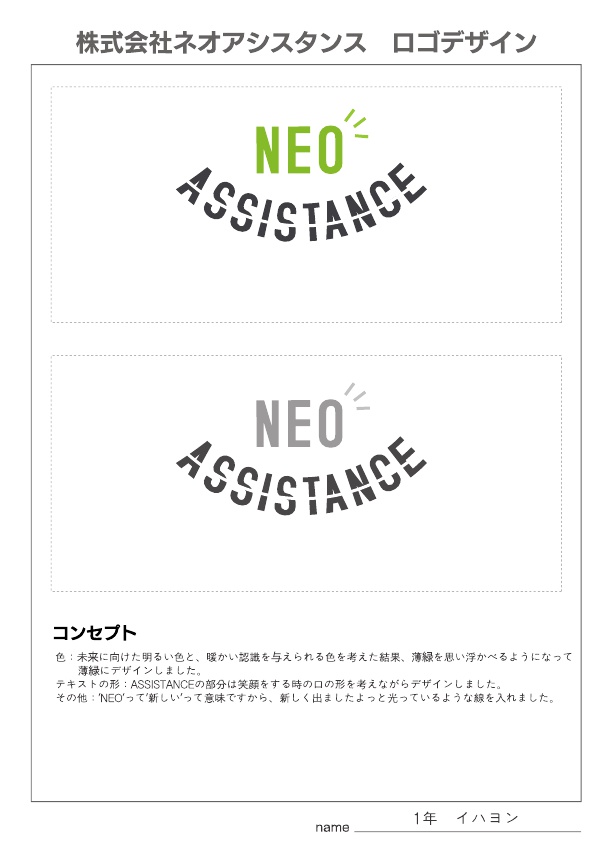 株式会社ネオアシスタンス　ロゴデザイン
NEO
ASSISTANCE
NEO
ASSISTANCE
コンセプト
色：未来に向けた明るい色と、暖かい認識を与えられる色を考えた結果、薄緑を思い浮かべるようになって
薄緑にデザインしました。
テキストの形：ASSISTANCEの部分は笑顔をする時の口の形を考えながらデザインしました。
その他：'NEO'って'新しい'って意味ですから、新しく出ましたよっと光っているような線を入れました。
name 1年　イハヨン